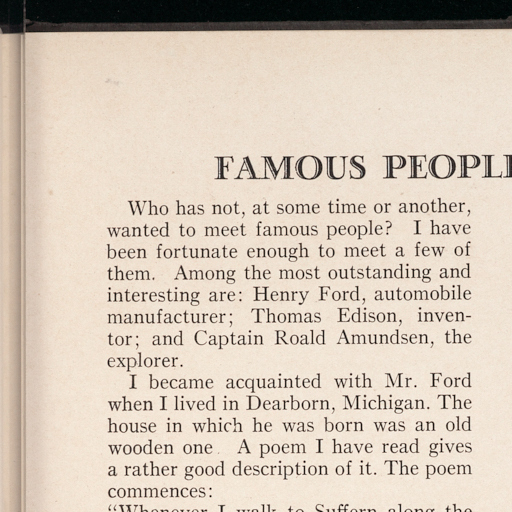 FAMOUS PEOPLE
Who has not, at some time or another,
wanted to meet famous people? I have
been fortunate enough to meet a few of
them. Among the most outstanding and
interesting are: Henry Ford, automobile
manufacturer; Thomas Edison, inven-
tor; and Captain Roald Amundsen, the
explorer.
I became acquainted with Mr. Ford
when I lived in Dearborn, Michigan. The
house in which he was born was an old
wooden one. A poem I have read gives
a rather good description of it. The poem
commences:
“Whenever I walk to Suffern along the